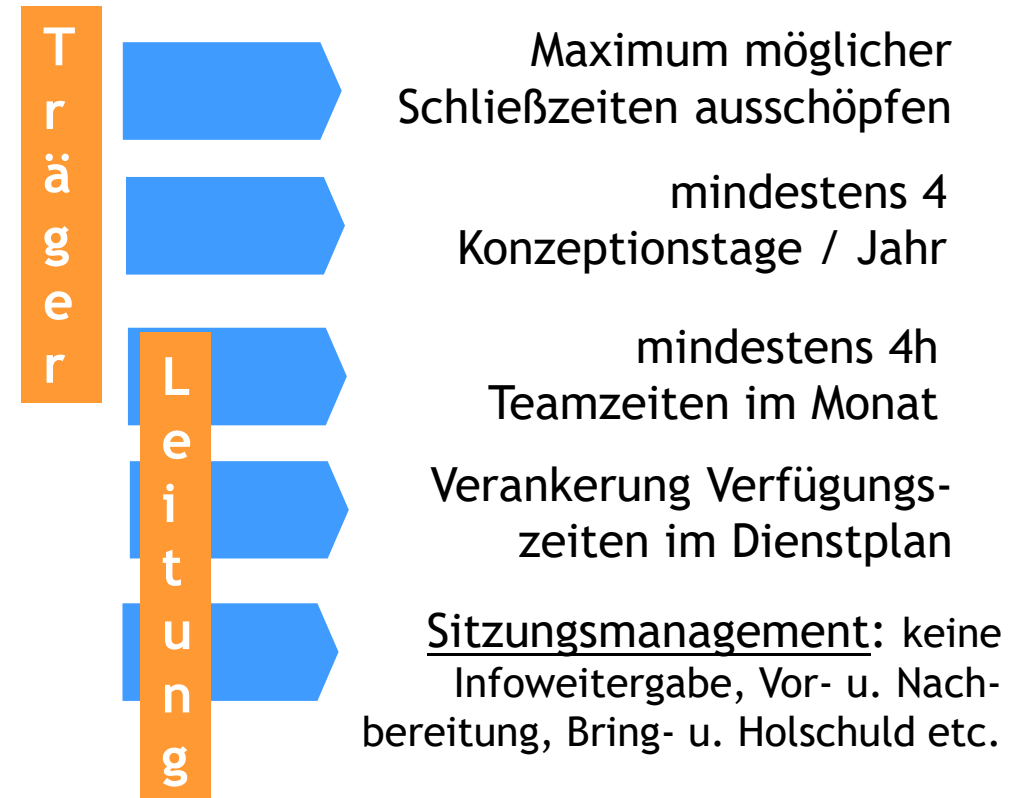 Träger
Maximum möglicher
Schließzeiten ausschöpfen
mindestens 4
Konzeptionstage / Jahr
Leitung
mindestens 4h
Teamzeiten im Monat
Verankerung Verfügungs-
zeiten im Dienstplan
Sitzungsmanagement: keine
Infoweitergabe, Vor- u. Nach-
bereitung, Bring- u. Holschuld etc.